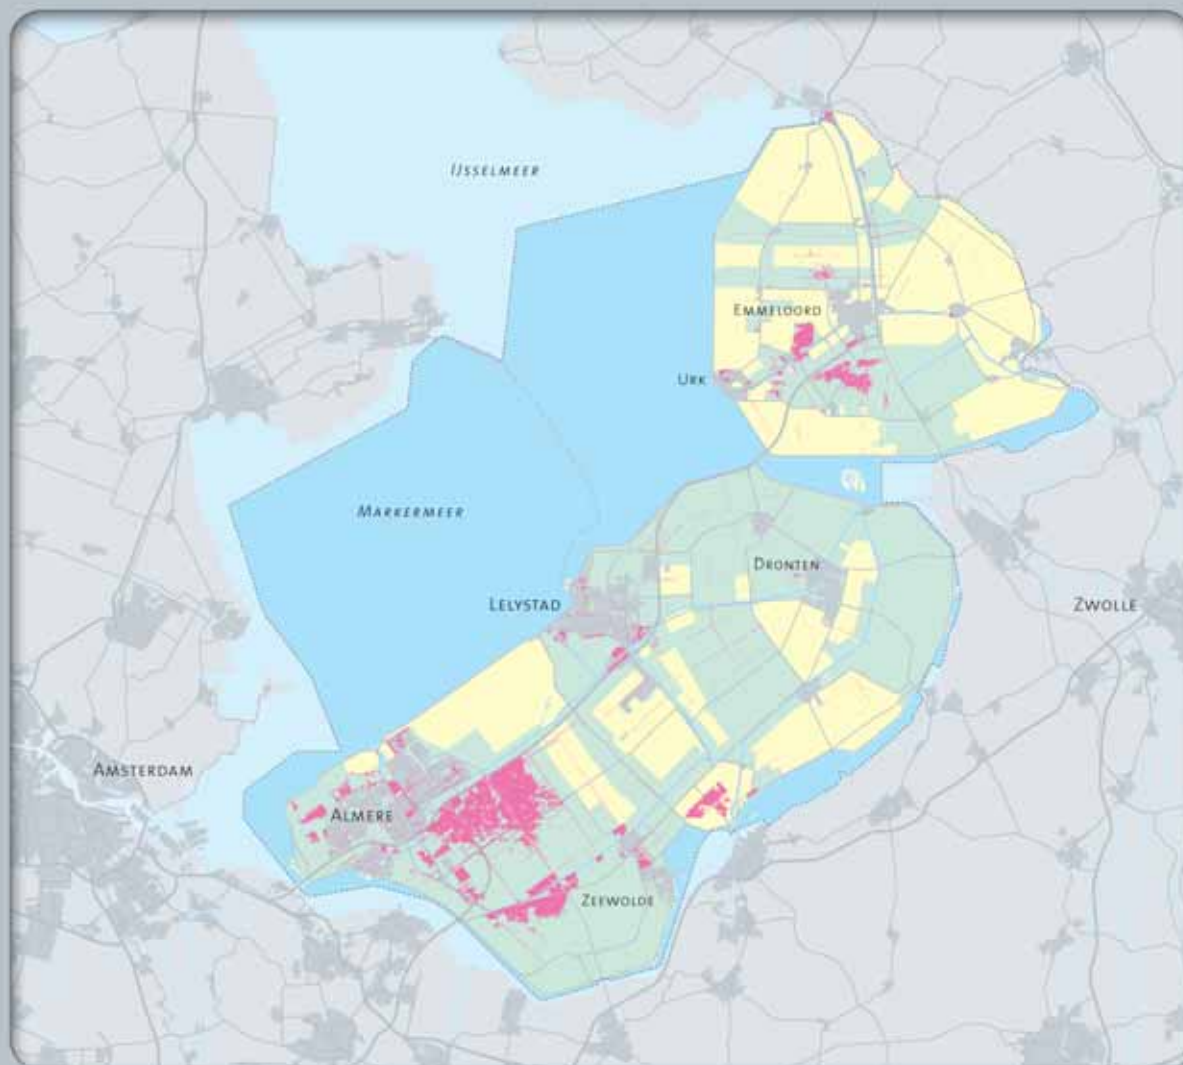 IJSSELMEER
EMMELOORD
URK
MARKERMEER
DRONTEN
LELYSTAD
ZWOLLE
AMSTERDAM
ALMERE
ZEEWOLDE